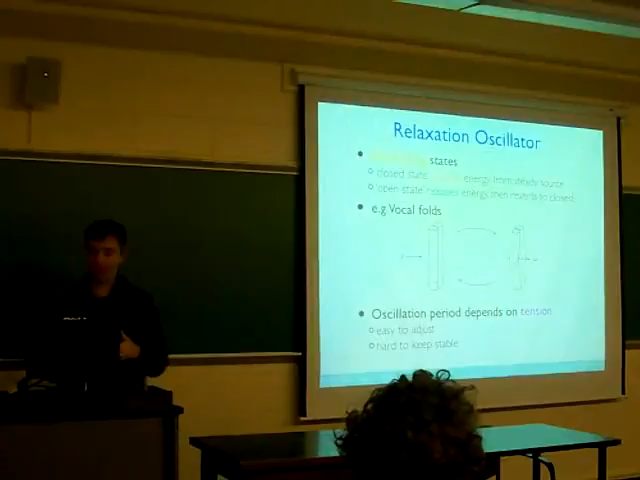 Relaxation Oscillator
states
closed state: energy from steady source
open state: releases energy then reverts to closed
e.g Vocal folds
Oscillation period depends on tension
easy to adjust
hard to keep stable